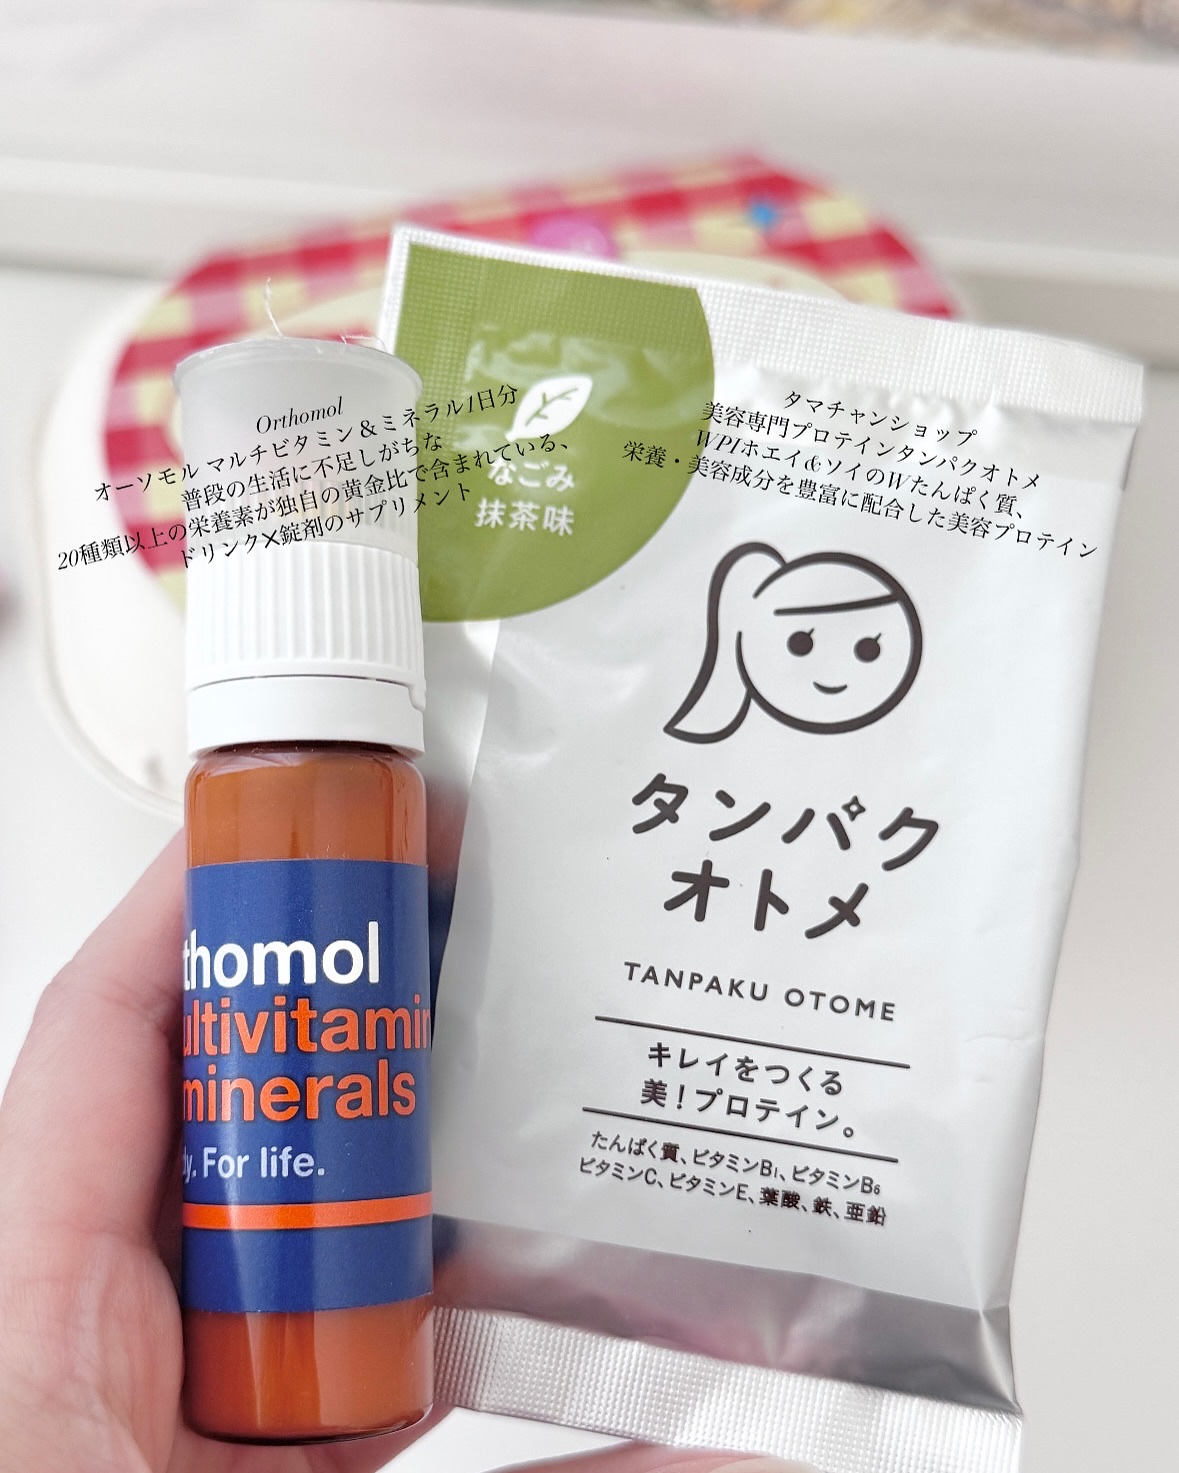 Orthomol
オーソモル マルチビタミン＆ミネラル1日分
普段の生活に不足しがちな
20種類以上の栄養素が独自の黄金比で含まれている、
ドリンク×錠剤のサプリメント
タマチャンショップ
美容専門プロテインタンパクオトメ
WPIホエイ&ソイのWたんぱく質、
栄養・美容成分を豊富に配合した美容プロテイン
なごみ
抹茶味
タンパク
オトメ
TANPAKU OTOME
キレイをつくる
美！プロテイン。
たんぱく質、ビタミンB1、ビタミンB6
ビタミンC、ビタミンE、葉酸、鉄、亜鉛
thomol
ultivitamin
minerals
dy. For life.